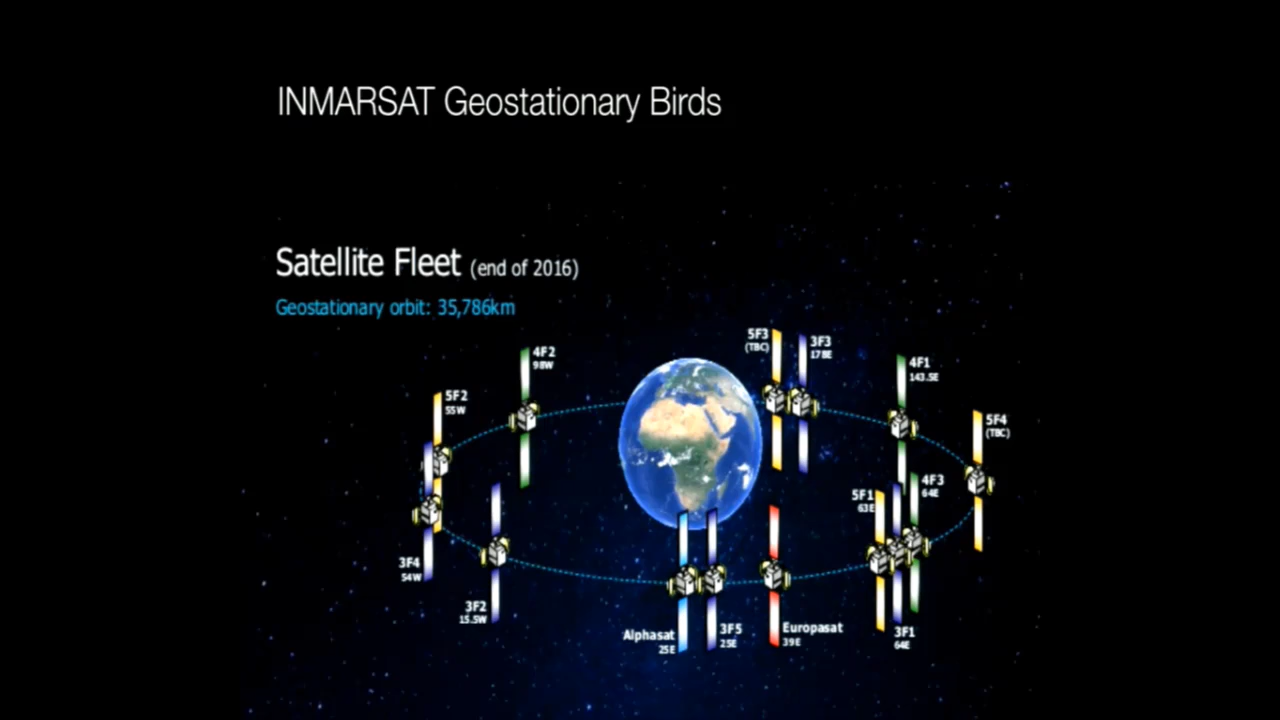 INMARSAT Geostationary Birds
Satellite Fleet (end of 2016)
Geostationary orbit: 35,786km
5F3
(TBC)
3F3
178E
4F2
98W
4F1
143.5E
5F2
55W
5F4
(TBC)
4F3
64E
5F1
63E
3F4
54W
3F2
15.5W
Alphasat
25E
3F5
25E
Europasat
39E
3F1
64E